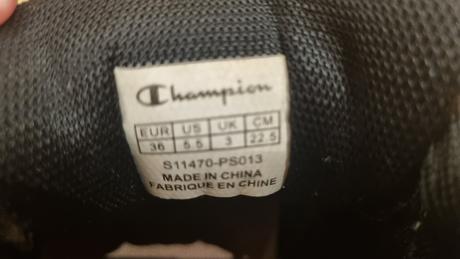 Champion
EUR US UK CM
36 5.5 3 22.5
S11470-PS013
MADE IN CHINA
FABRIQUE EN CHINE